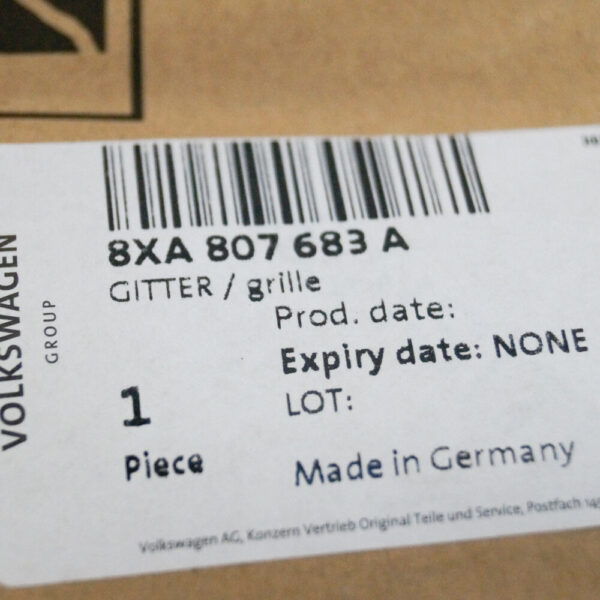 VOLKSWAGEN
GROUP
8XA 807 683 A
GITTER / grille
Prod. date:
Expiry date: NONE
LOT:
1
Piece
Made in Germany
Volkswagen AG, Konzern Vertrieb Original Teile und Service, Postfach